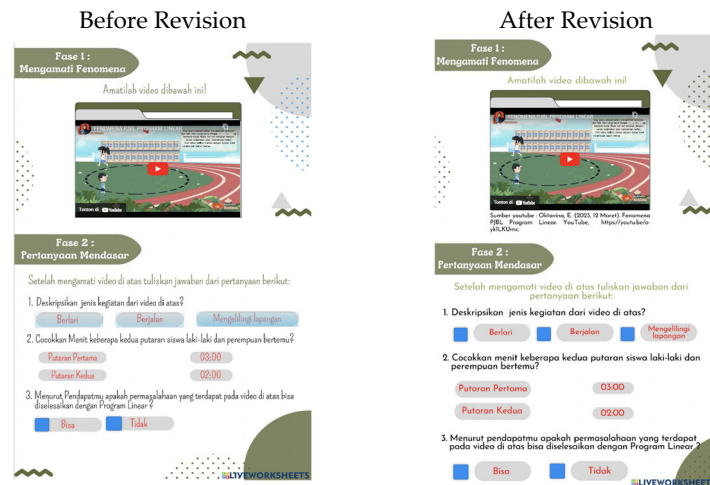 Before Revision
Fase 1 :
Mengamati Fenomena
Amatilah video dibawah ini!
FENOMENA PJBL PROGRAM LINEAR
Tonton di YouTube
Fase 2 :
Pertanyaan Mendasar
Setelah mengamati video di atas tuliskan jawaban dari pertanyaan berikut:
1. Deskripsikan jenis kegiatan dari video di atas?
Berlari Berjalan Mengelilingi lapangan
2. Cocokkan Menit keberapa kedua putaran siswa laki-laki dan perempuan bertemu?
Putaran Pertama 03:00
Putaran Kedua 02:00
3. Menurut Pendapatmu apakah permasalahaan yang terdapat pada video di atas bisa
diselesaikan dengan Program Linear ?
Bisa Tidak
LIVEWORKSHEETS
After Revision
Fase 1 :
Mengamati Fenomena
Amatilah video dibawah ini!
FENOMENA PJBL PROGRAM LINEAR
Tonton di YouTube
Sumber youtube : Oktavina, E. (2023, 12 Maret). Fenomena
PJBL Program Linear. YouTube,
Fase 2 :
Pertanyaan Mendasar
Setelah mengamati video di atas tuliskan jawaban dari
pertanyaan berikut:
1. Deskripsikan jenis kegiatan dari video di atas?
Berlari Berjalan Mengelilingi
lapangan
2. Cocokkan menit keberapa kedua putaran siswa laki-laki dan
perempuan bertemu?
Putaran Pertama 03:00
Putaran Kedua 02:00
3. Menurut pendapatmu apakah permasalahaan yang terdapat
pada video di atas bisa diselesaikan dengan Program Linear ?
Bisa Tidak
LIVEWORKSHEET